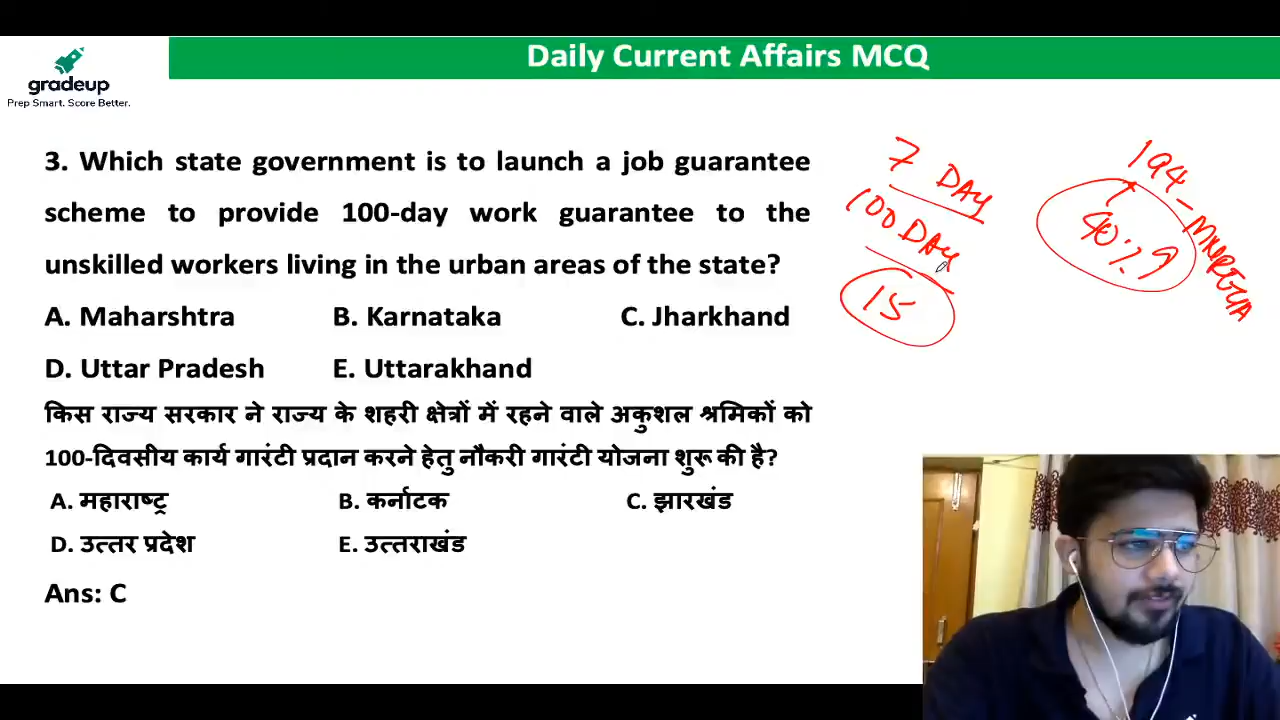 Daily Current Affairs MCQ
gradeup
Prep Smart. Score Better.
3. Which state government is to launch a job guarantee
scheme to provide 100-day work guarantee to the
unskilled workers living in the urban areas of the state?
A. Maharshtra B. Karnataka C. Jharkhand
D. Uttar Pradesh E. Uttarakhand
किस राज्य सरकार ने राज्य के शहरी क्षेत्रों में रहने वाले अकुशल श्रमिकों को
100-दिवसीय कार्य गारंटी प्रदान करने हेतु नौकरी गारंटी योजना शुरू की है?
A. महाराष्ट्र B. कर्नाटक C. झारखंड
D. उत्तर प्रदेश E. उत्तराखंड
Ans: C
7 DAY
100 DAY
15
194 -
40%